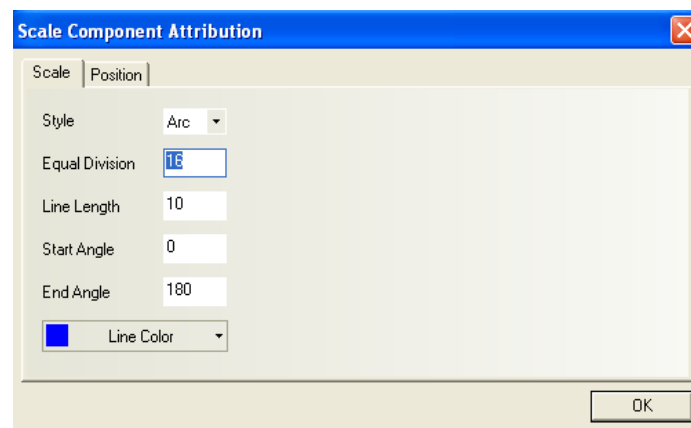 Scale Component Attribution
Scale Position
Style Arc
Equal Division 16
Line Length 10
Start Angle 0
End Angle 180
Line Color
OK